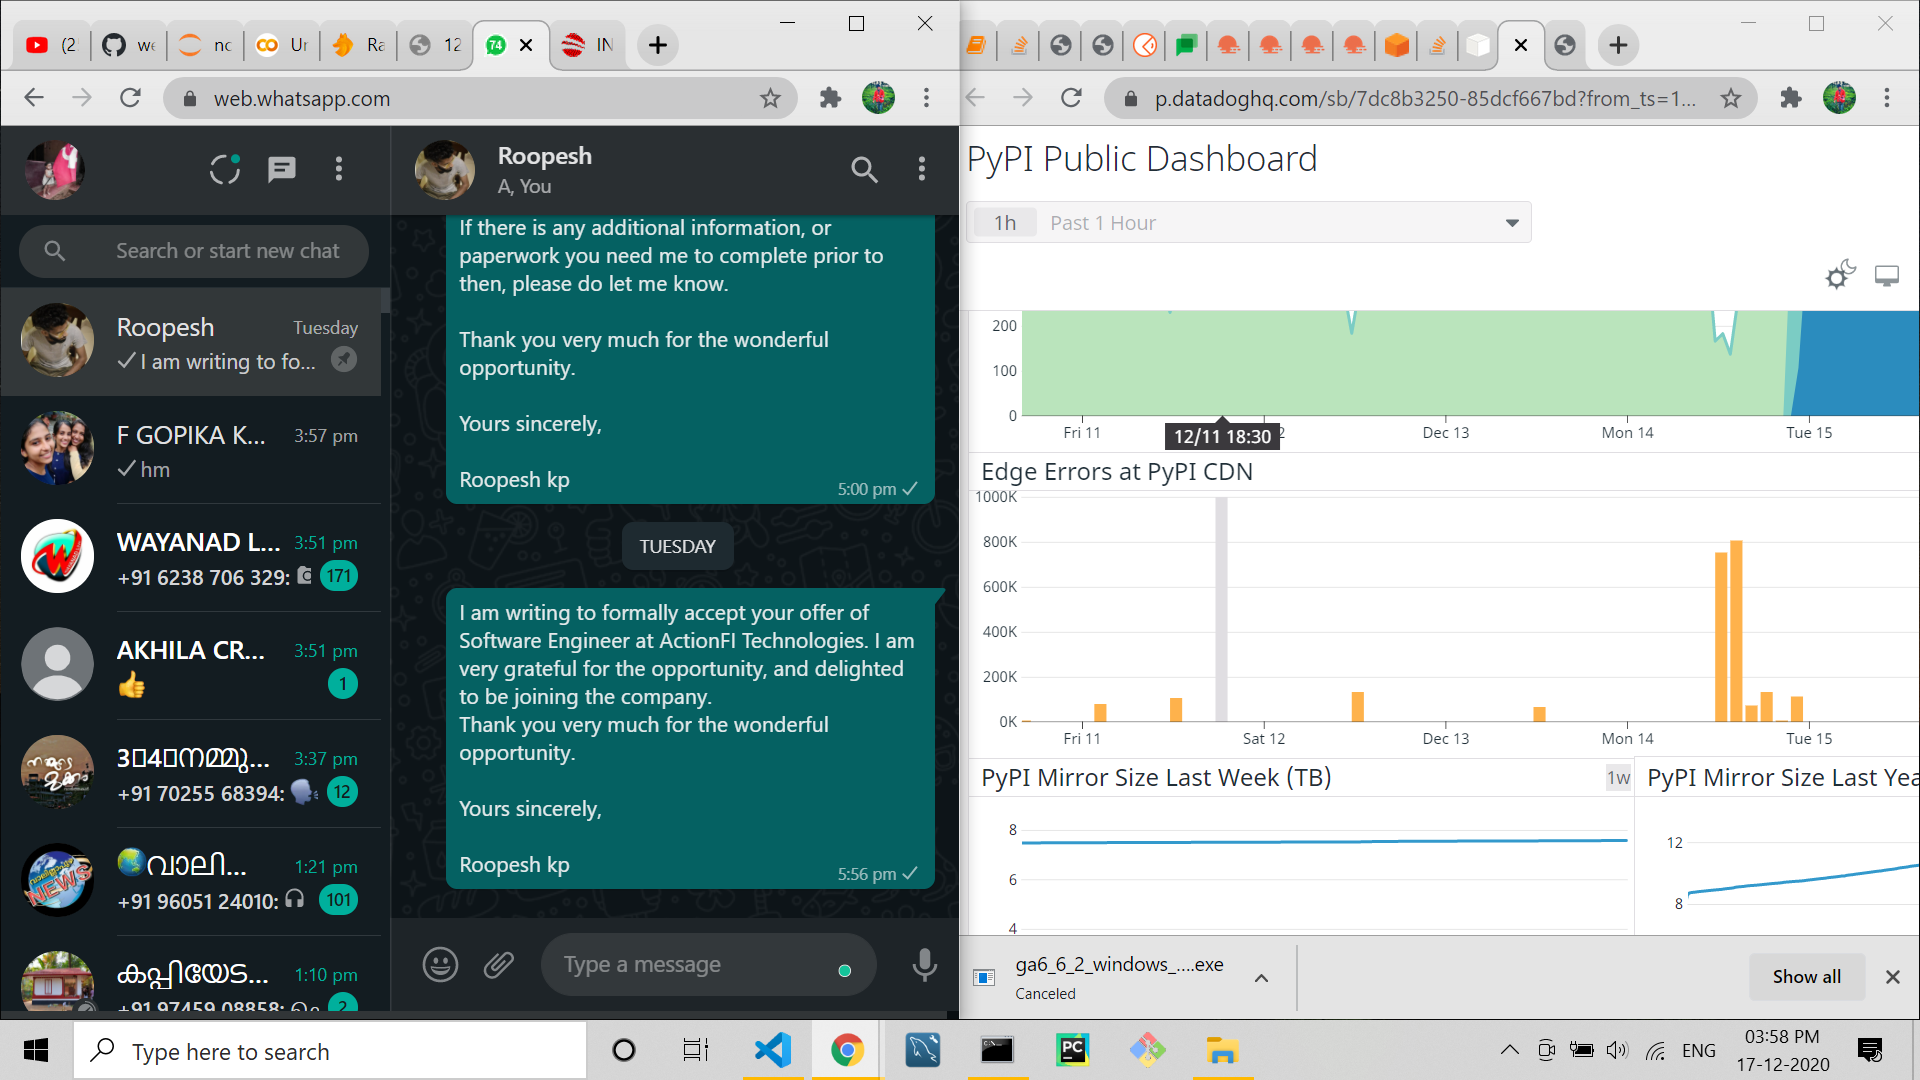 (2
we
nc
Ur
Ra
12
74
IN
web.whatsapp.com
Roopesh
A, You
Search or start new chat
Roopesh
Tuesday
I am writing to fo...
F GOPIKA K...
3:57 pm
hm
WAYANAD L...
3:51 pm
+91 6238 706 329:
171
AKHILA CR...
3:51 pm
👍
1
3:37 pm
+91 70255 68394:
12
NEWS
വാലി...
1:21 pm
+91 96051 24010:
101
കപ്പിയേട...
1:10 pm
+91 97459 08858:
2
If there is any additional information, or
paperwork you need me to complete prior to
then, please do let me know.
Thank you very much for the wonderful
opportunity.
Yours sincerely,
Roopesh kp
5:00 pm
TUESDAY
I am writing to formally accept your offer of
Software Engineer at ActionFI Technologies. I am
very grateful for the opportunity, and delighted
to be joining the company.
Thank you very much for the wonderful
opportunity.
Yours sincerely,
Roopesh kp
5:56 pm
Type a message
p.datadoghq.com/sb/7dc8b3250-85dcf667bd?from_ts=1...
PyPI Public Dashboard
1h Past 1 Hour
200
100
0
Fri 11
12/11 18:30
2
Dec 13
Mon 14
Tue 15
Edge Errors at PyPI CDN
1000K
800K
600K
400K
200K
0K
Fri 11
Sat 12
Dec 13
Mon 14
Tue 15
PyPI Mirror Size Last Week (TB)
1w
8
6
4
PyPI Mirror Size Last Yea
12
8
ga6_6_2_windows_....exe
Canceled
Show all
Type here to search
PC
ENG
03:58 PM
17-12-2020